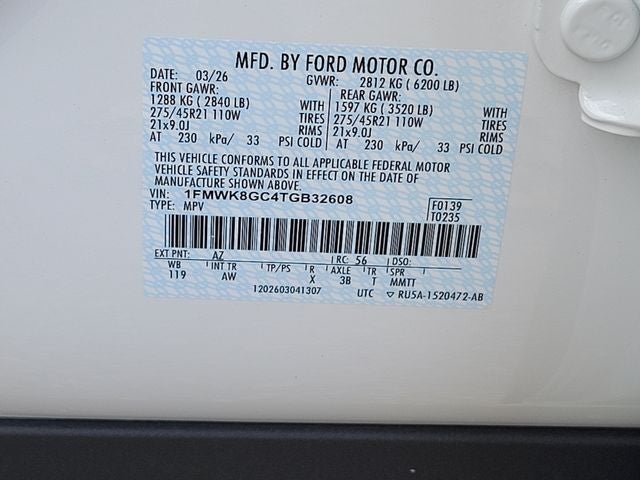 MFD. BY FORD MOTOR CO.
DATE: 03/26 GVWR: 2812 KG ( 6200 LB)
FRONT GAWR: REAR GAWR:
1288 KG ( 2840 LB) WITH 1597 KG ( 3520 LB) WITH
275/45R21 110W TIRES 275/45R21 110W TIRES
21x9.0J RIMS 21x9.0J RIMS
AT 230 kPa/ 33 PSI COLD AT 230 kPa/ 33 PSI COLD
THIS VEHICLE CONFORMS TO ALL APPLICABLE FEDERAL MOTOR
VEHICLE SAFETY STANDARDS IN EFFECT ON THE DATE OF
MANUFACTURE SHOWN ABOVE.
VIN: 1FMWK8GC4TGB32608 F0139
TYPE: MPV T0235
EXT PNT: AZ RC: 56 DSO:
WB INT TR TP/PS R AXLE TR SPR
119 AW X 3B T MMTT
1202603041307 UTC ▽ RU5A-1520472-AB